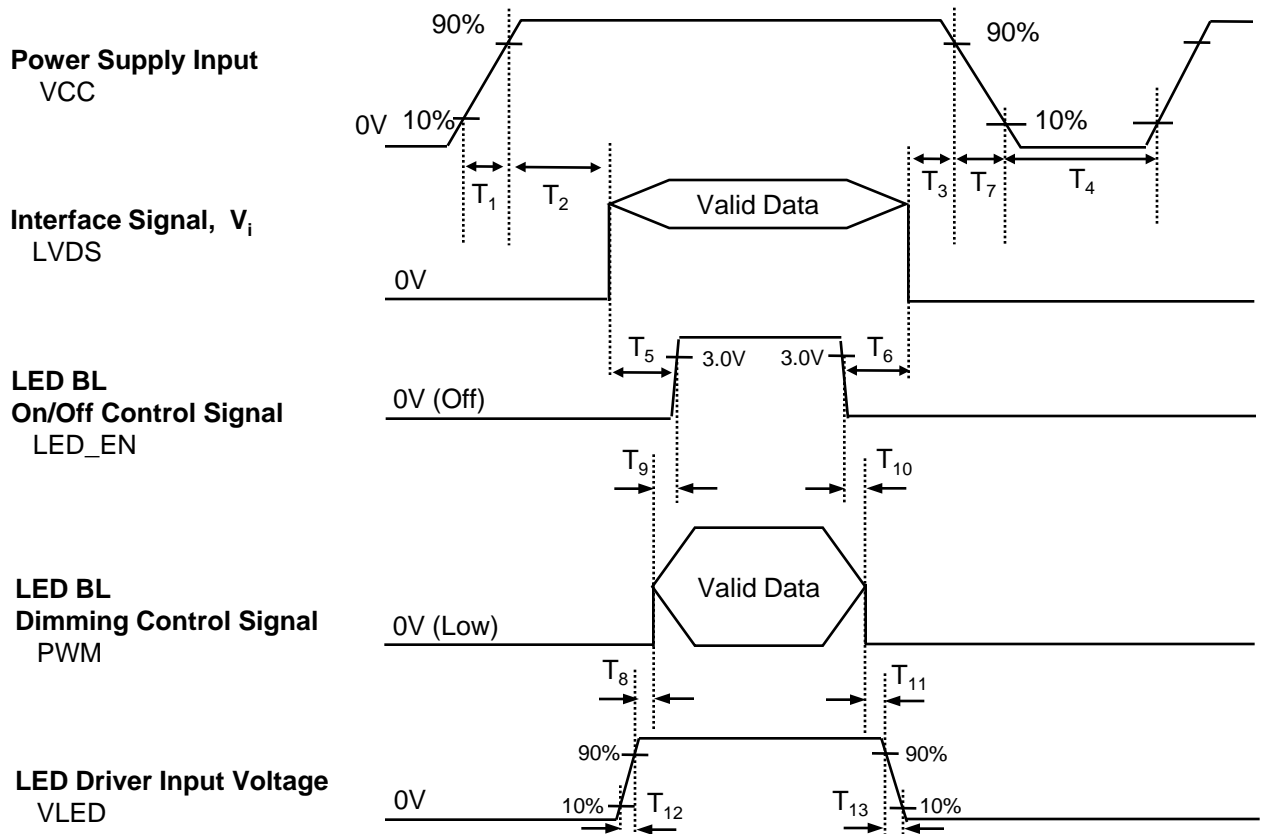 Power Supply Input
VCC
0V
10%
90%
90%
10%
T1
T2
T3
T7
T4
Interface Signal, Vi
LVDS
0V
Valid Data
LED BL
On/Off Control Signal
LED_EN
0V (Off)
T5
3.0V
3.0V
T6
T9
T10
LED BL
Dimming Control Signal
PWM
0V (Low)
Valid Data
T8
T11
LED Driver Input Voltage
VLED
0V
90%
10%
T12
T13
90%
10%